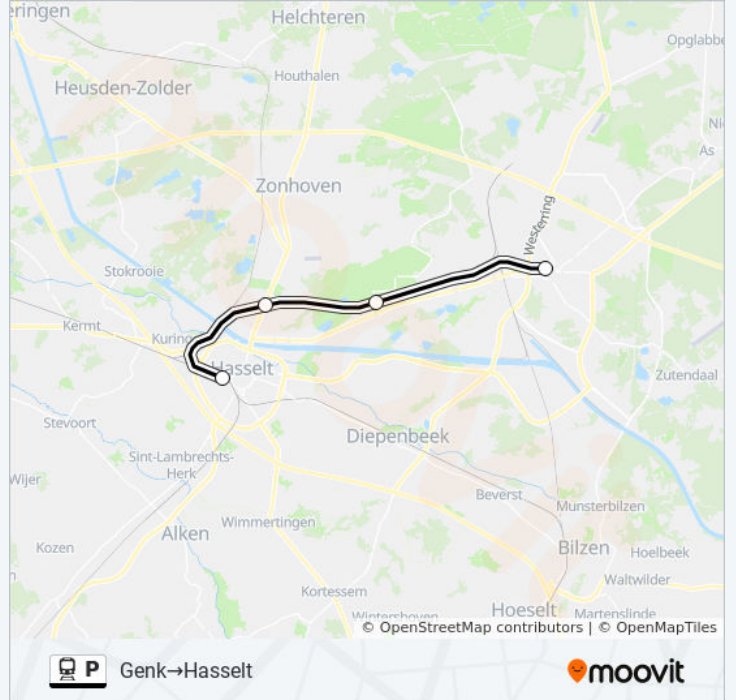 eringen
Helchteren
Opglabbe
Houthalen
Heusden-Zolder
Ni
As
Zonhoven
Westerring
Stokrooie
Kermt
Kuring
Hasselt
Zutendaal
Stevoort
Diepenbeek
Sint-Lambrechts-
Herk
Wijer
Beverst
Munsterbilzen
Wimmertingen
Alken
Kozen
Bilzen
Hoelbeek
n
Waltwilder
Kortessem
Hoeselt
Martenslinde
Wintershoven
© OpenStreetMap contributors | © OpenMapTiles
P Genk→Hasselt
moovit